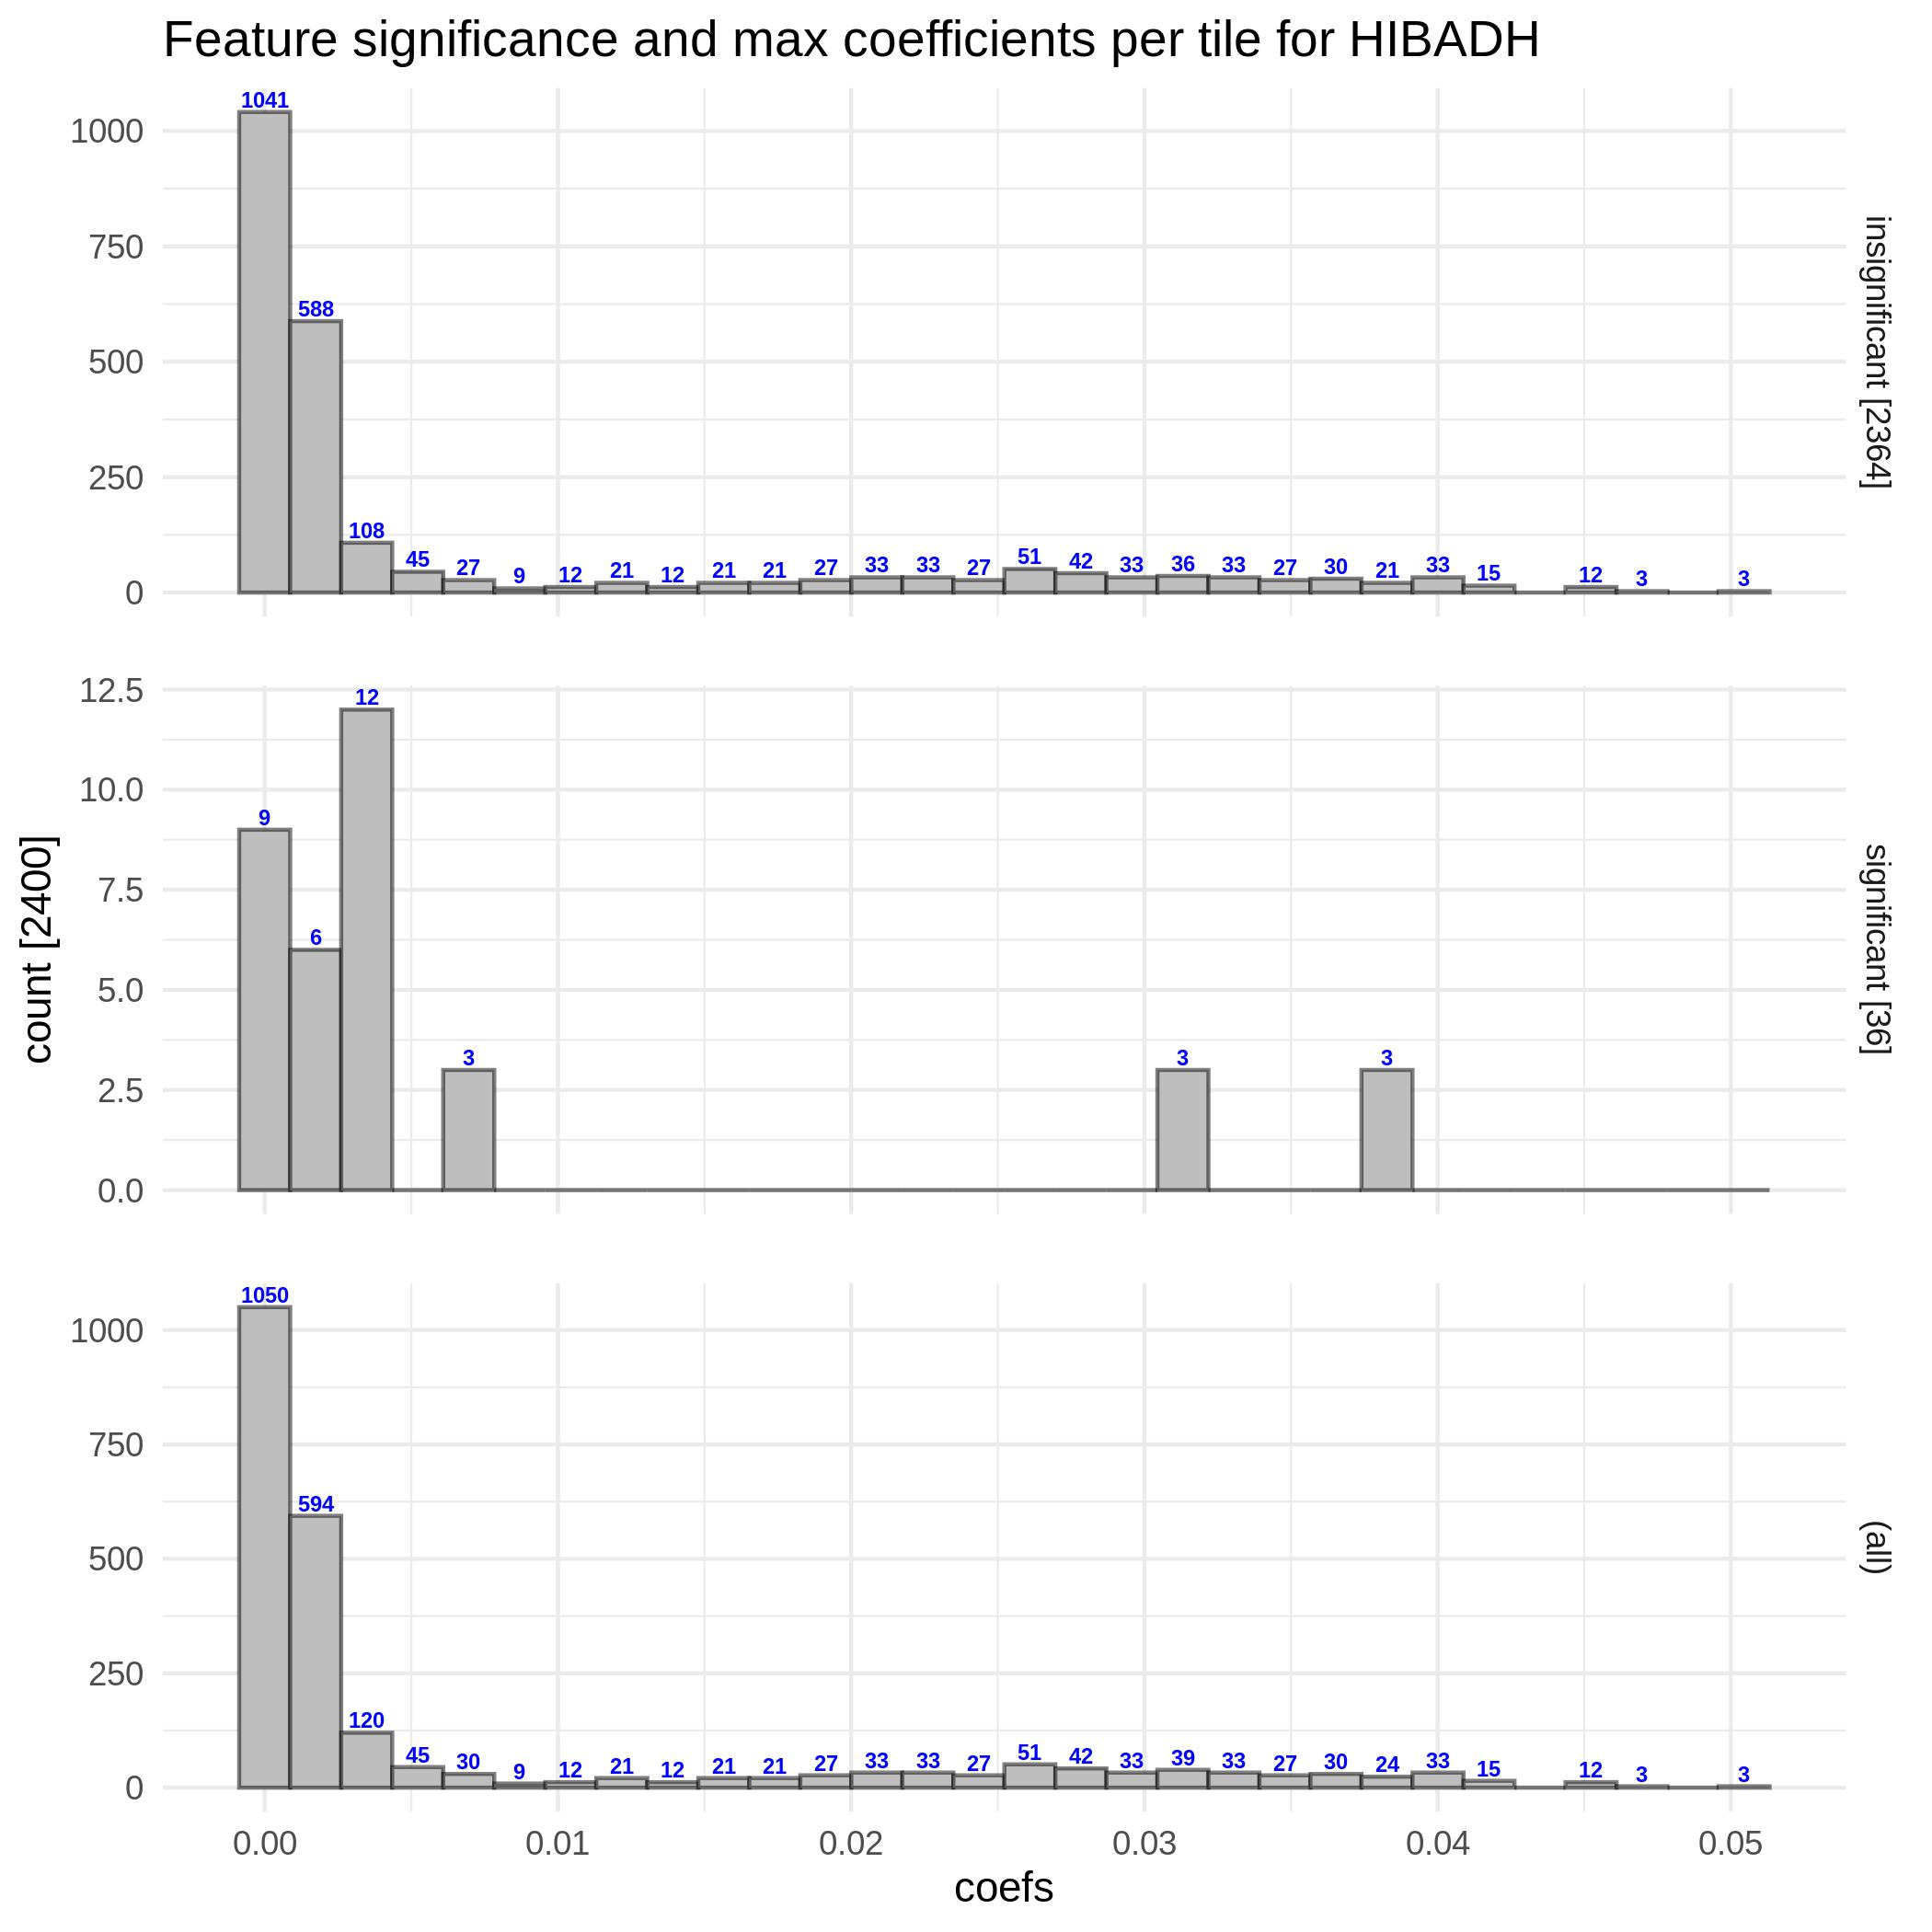 Feature significance and max coefficients per tile for HIBADH
1041
1000
750
588
500
250
108
45 27 9 12 21 12 21 21 27 33 33 27 51 42 33 36 33 27 30 21 33 15 12 3 3
0
insignificant [2364]
12.5
12
10.0
9
7.5
6
5.0
3 3 3
2.5
0.0
significant [36]
count [2400]
1050
1000
750
594
500
250
120
45 30 9 12 21 12 21 21 27 33 33 27 51 42 33 39 33 27 30 24 33 15 12 3 3
0
(all)
0.00 0.01 0.02 0.03 0.04 0.05
coefs